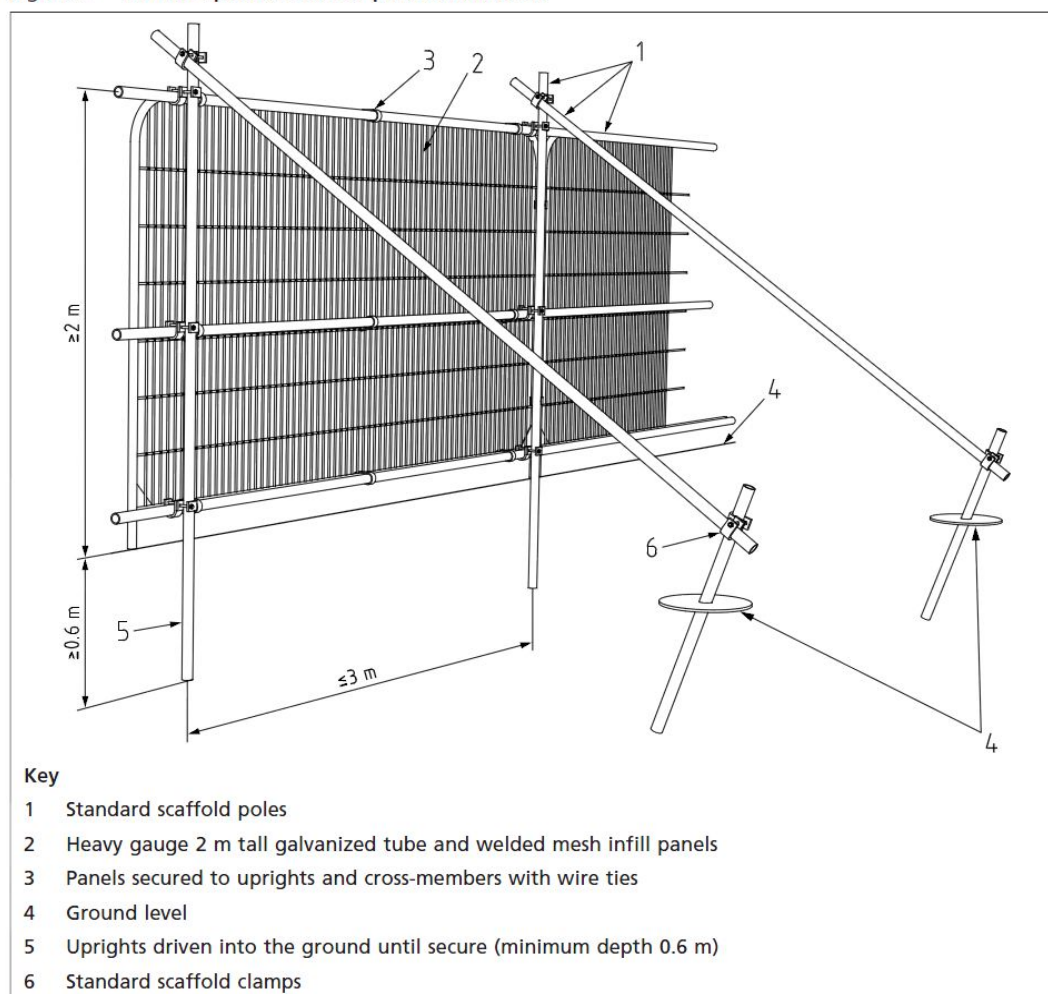 3
2
1
≥2 m
4
6
≥0.6 m
5
≤3 m
4
Key
1 Standard scaffold poles
2 Heavy gauge 2 m tall galvanized tube and welded mesh infill panels
3 Panels secured to uprights and cross-members with wire ties
4 Ground level
5 Uprights driven into the ground until secure (minimum depth 0.6 m)
6 Standard scaffold clamps